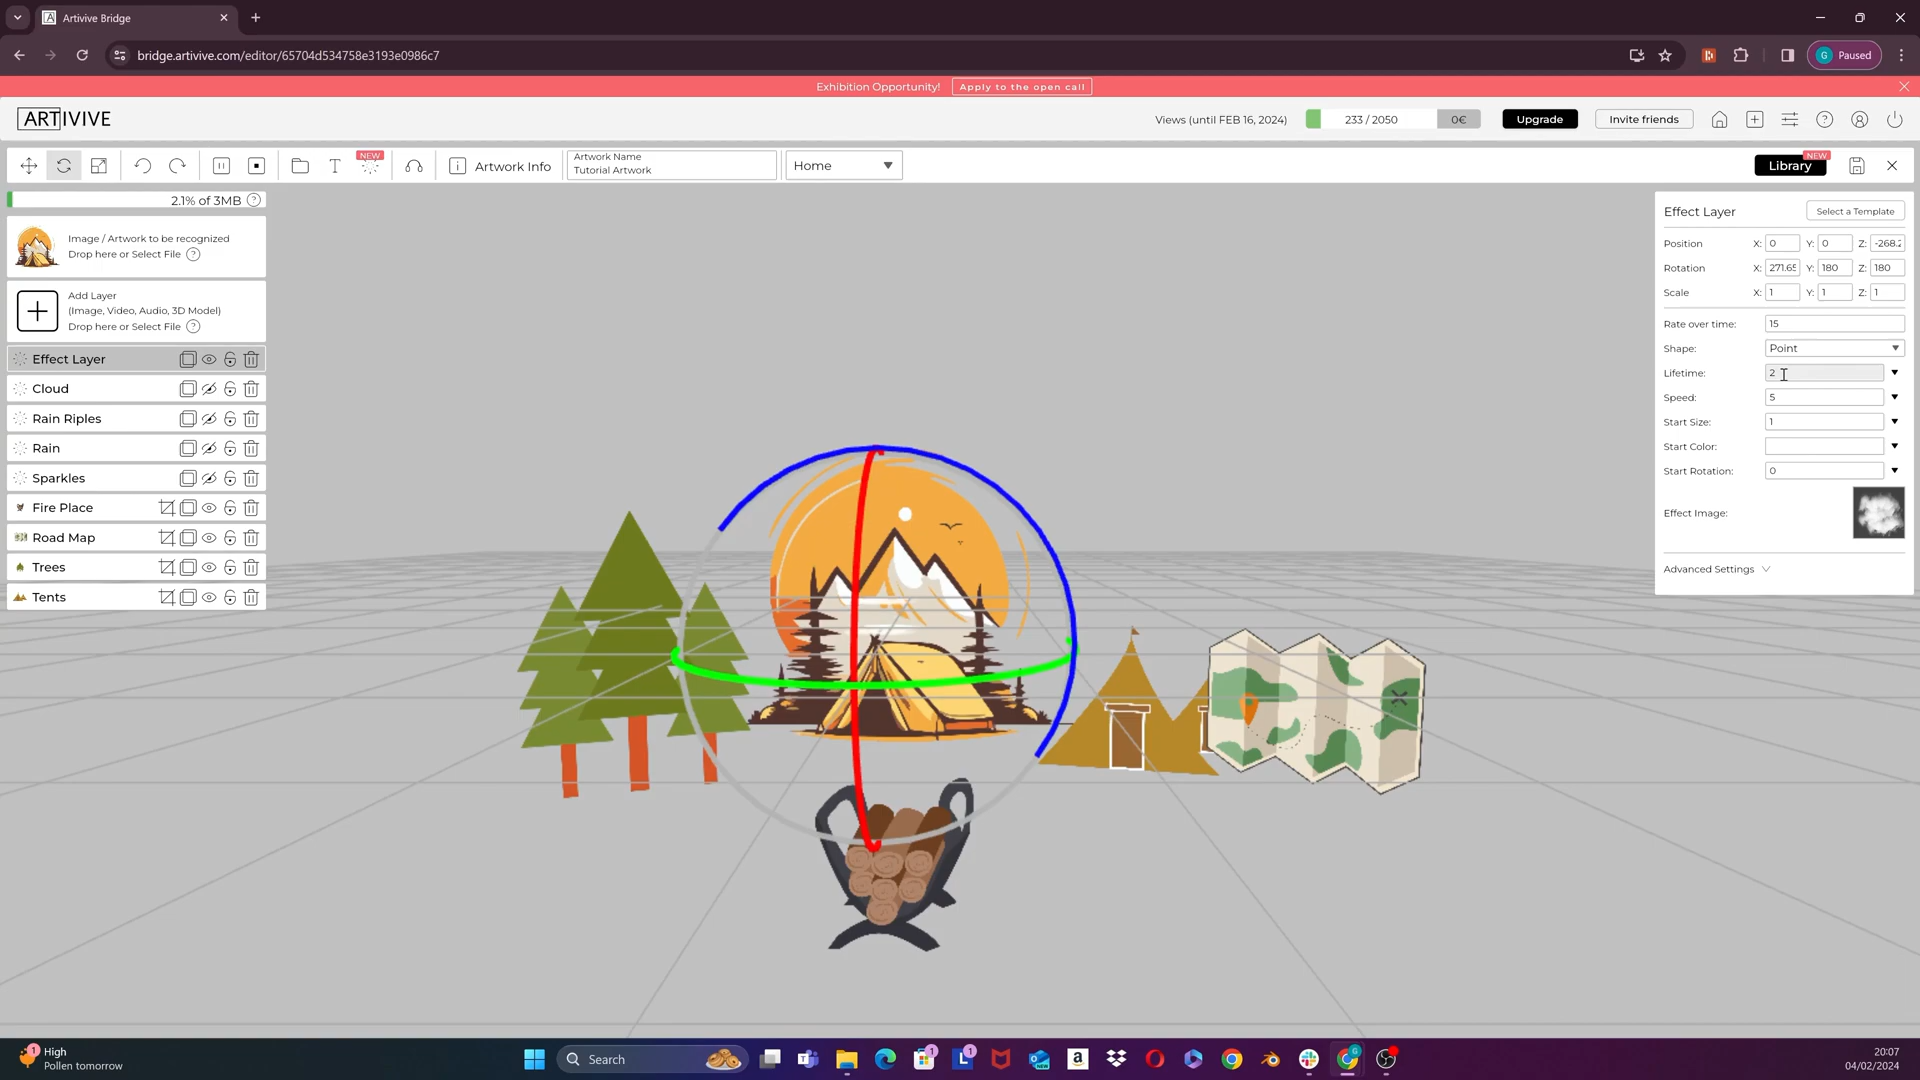 Artivive Bridge
bridge.artivive.com/editor/65704d534758e3193e0986c7
G Paused
Exhibition Opportunity! Apply to the open call
ARTIVIVE
Views (until FEB 16, 2024) 233 / 2050 0€ Upgrade Invite friends
NEW
Artwork Info
Artwork Name
Tutorial Artwork
Home
Library NEW
2.1% of 3MB ?
Image / Artwork to be recognized
Drop here or Select File ?
Add Layer
(Image, Video, Audio, 3D Model)
Drop here or Select File ?
Effect Layer
Cloud
Rain Riples
Rain
Sparkles
Fire Place
Road Map
Trees
Tents
Effect Layer Select a Template
Position X: 0 Y: 0 Z: -268.2
Rotation X: 271.65 Y: 180 Z: 180
Scale X: 1 Y: 1 Z: 1
Rate over time: 15
Shape: Point
Lifetime: 2
Speed: 5
Start Size: 1
Start Color:
Start Rotation: 0
Effect Image:
Advanced Settings
1
High
Pollen tomorrow
Search
20:07
04/02/2024